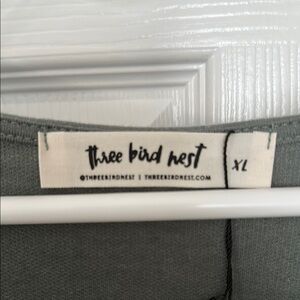 three bird nest
@THREEBIRDNEST | THREEBIRDNEST.COM
XL